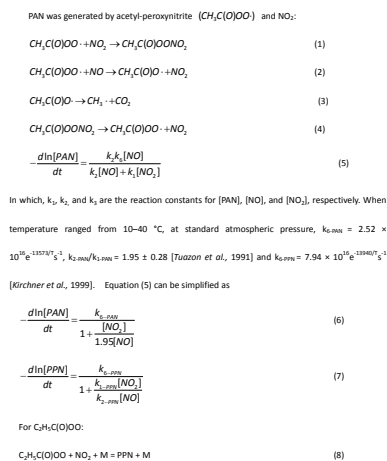 PAN was generated by acetyl-peroxynitrite (CH₃C(O)OO·) and NO₂:
CH₃C(O)OO·+NO₂→CH₃C(O)OONO₂ (1)
CH₃C(O)OO·+NO→CH₃C(O)O·+NO₂ (2)
CH₃C(O)O·→CH₃·+CO₂ (3)
CH₃C(O)OONO₂→CH₃C(O)OO·+NO₂ (4)
-dln[PAN]/dt = k₂k₆[NO]/(k₂[NO]+k₁[NO₂]) (5)
In which, k₁, k₂, and k₃ are the reaction constants for [PAN], [NO], and [NO₂], respectively. When
temperature ranged from 10–40 °C, at standard atmospheric pressure, k₆₋PAN = 2.52 ×
10¹⁶e⁻¹³⁵⁷³/ᵀs⁻¹, k₂₋PAN/k₁₋PAN = 1.95 ± 0.28 [Tuazon et al., 1991] and k₆₋PPN = 7.94 × 10¹⁶e⁻¹³⁹⁴⁰/ᵀs⁻¹
[Kirchner et al., 1999]. Equation (5) can be simplified as
-dln[PAN]/dt = k₆₋PAN/(1+[NO₂]/1.95[NO]) (6)
-dln[PPN]/dt = k₆₋PPN/(1+k₁₋PPN[NO₂]/k₂₋PPN[NO]) (7)
For C₂H₅C(O)OO:
C₂H₅C(O)OO + NO₂ + M = PPN + M (8)